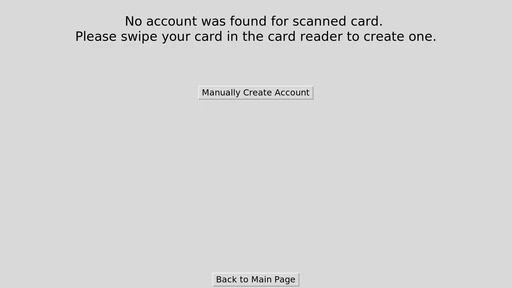 No account was found for scanned card.
Please swipe your card in the card reader to create one.
Manually Create Account
Back to Main Page